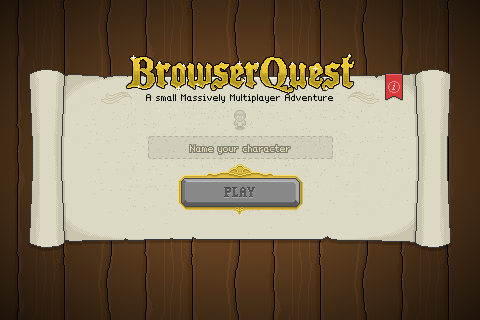 BrowserQuest
A small Massively Multiplayer Adventure
i
Name your character
PLAY